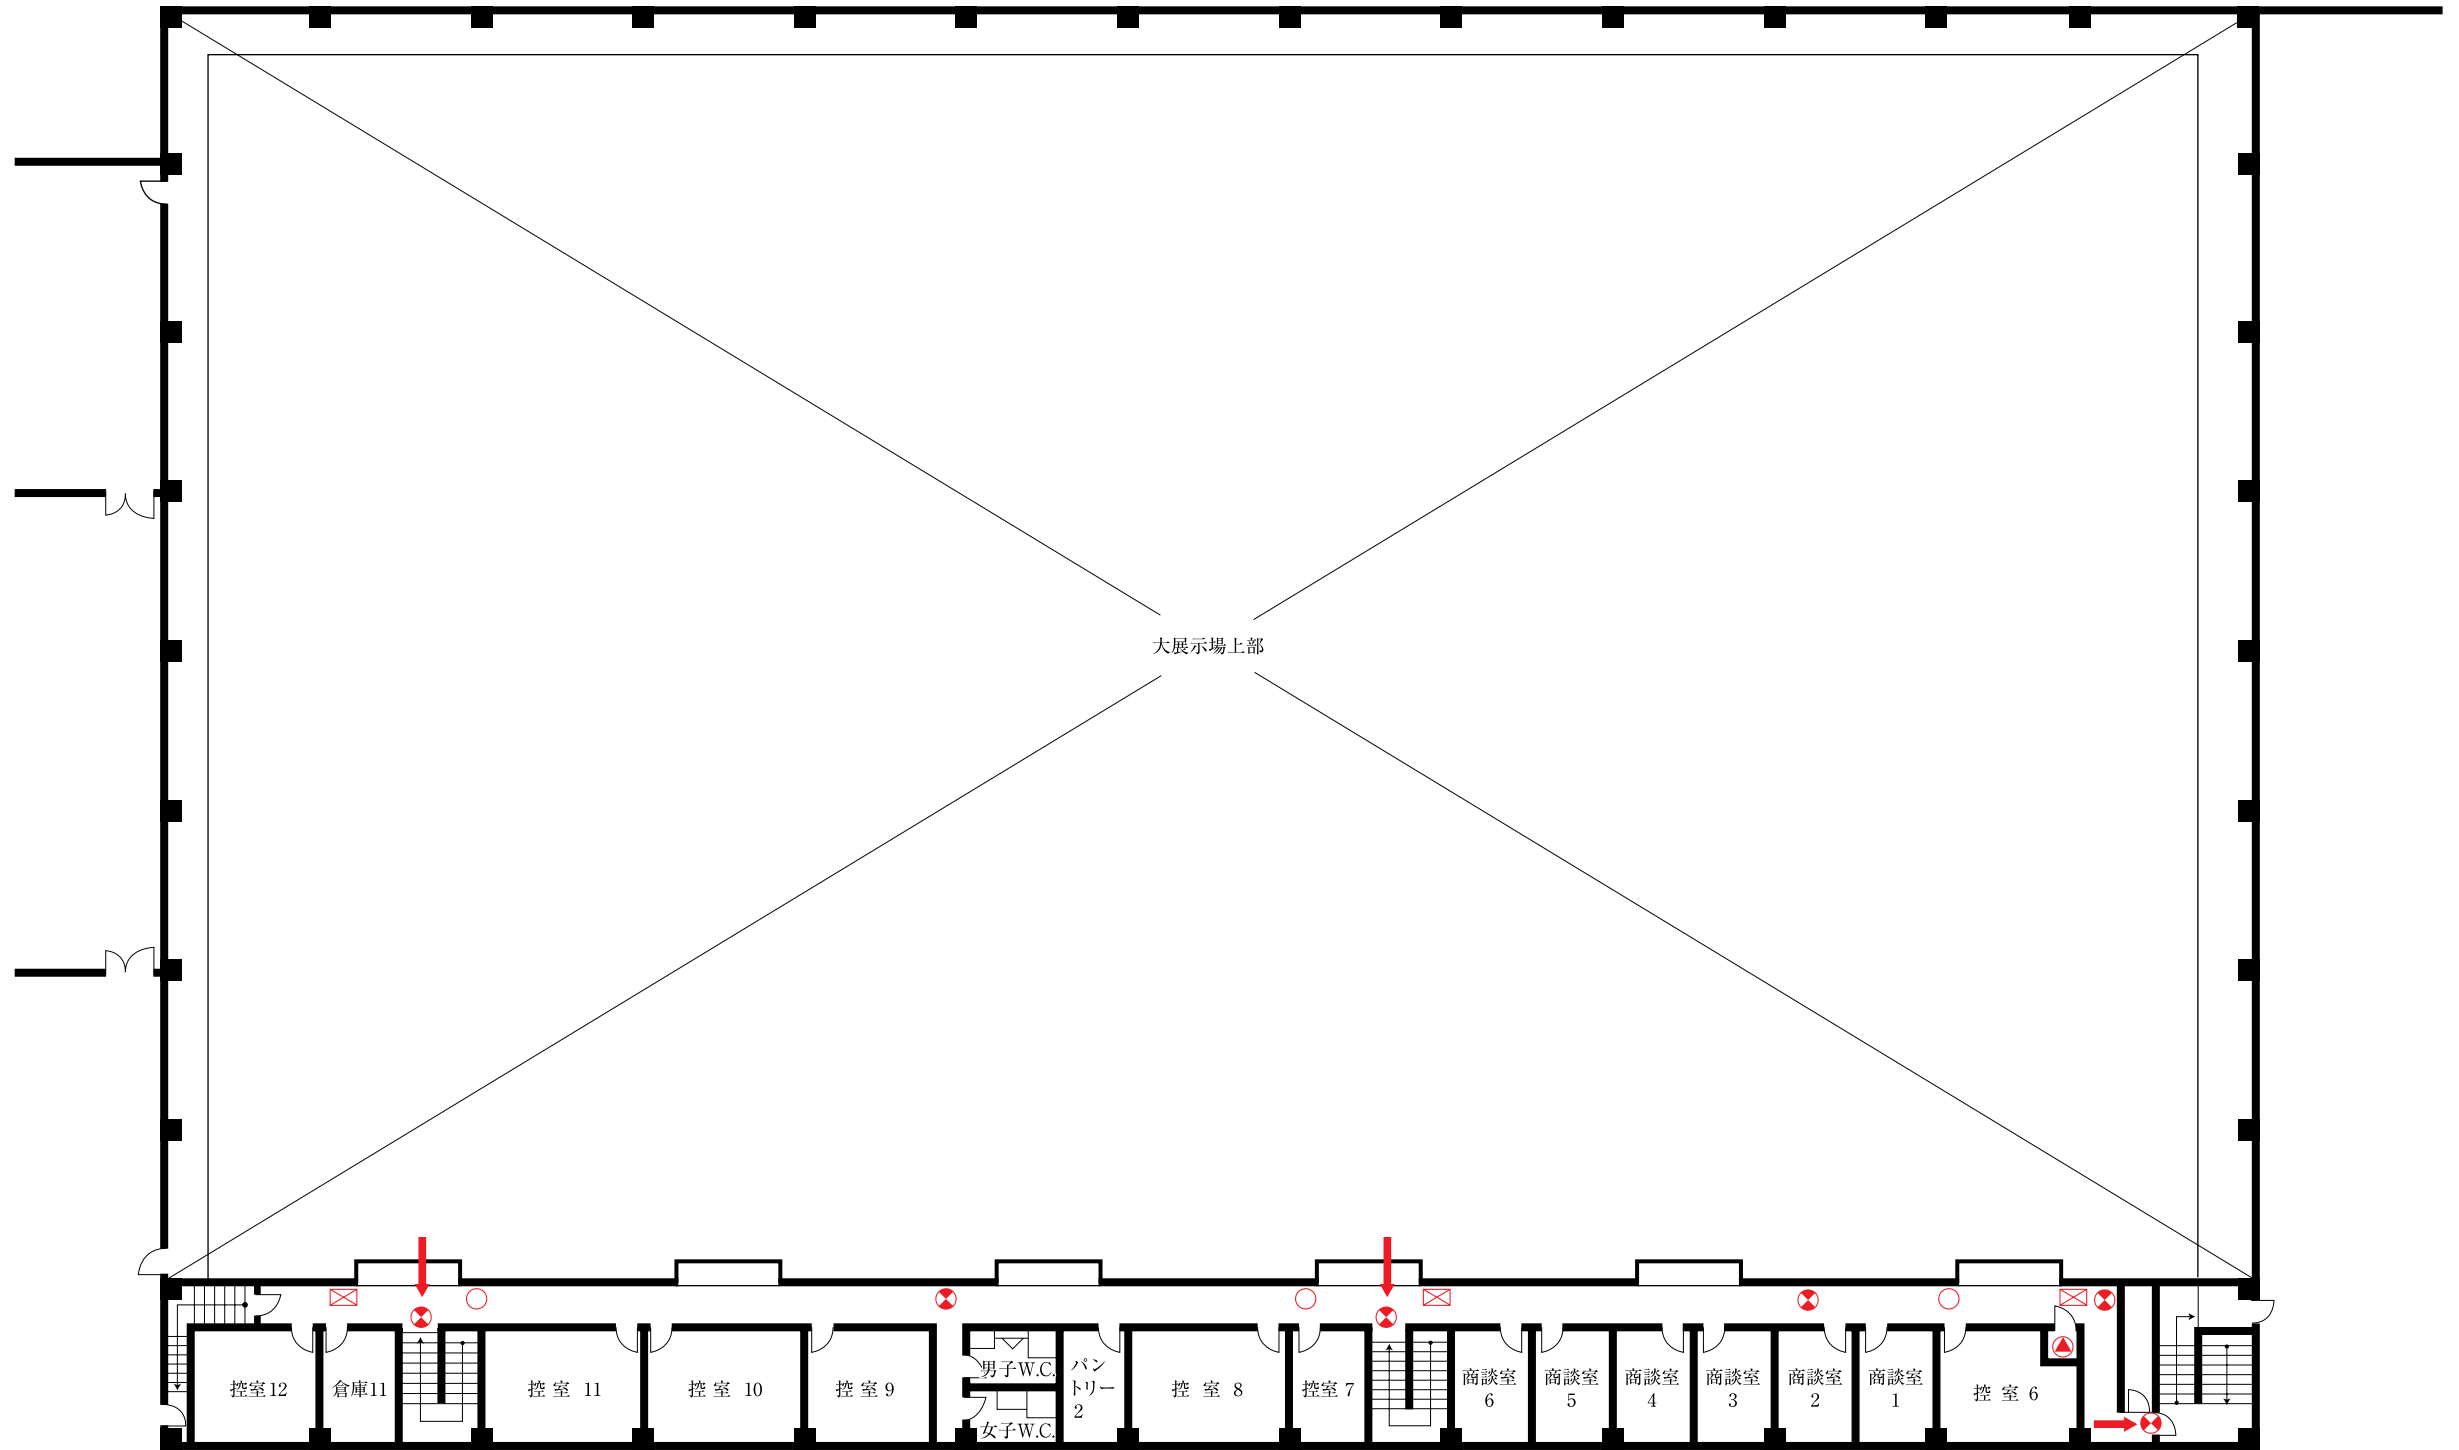 大展示場上部
控室12
倉庫11
控 室 11
控 室 10
控 室 9
男子W.C.
女子W.C.
パン
トリー
2
控 室 8
控室 7
商談室
6
商談室
5
商談室
4
商談室
3
商談室
2
商談室
1
控 室 6